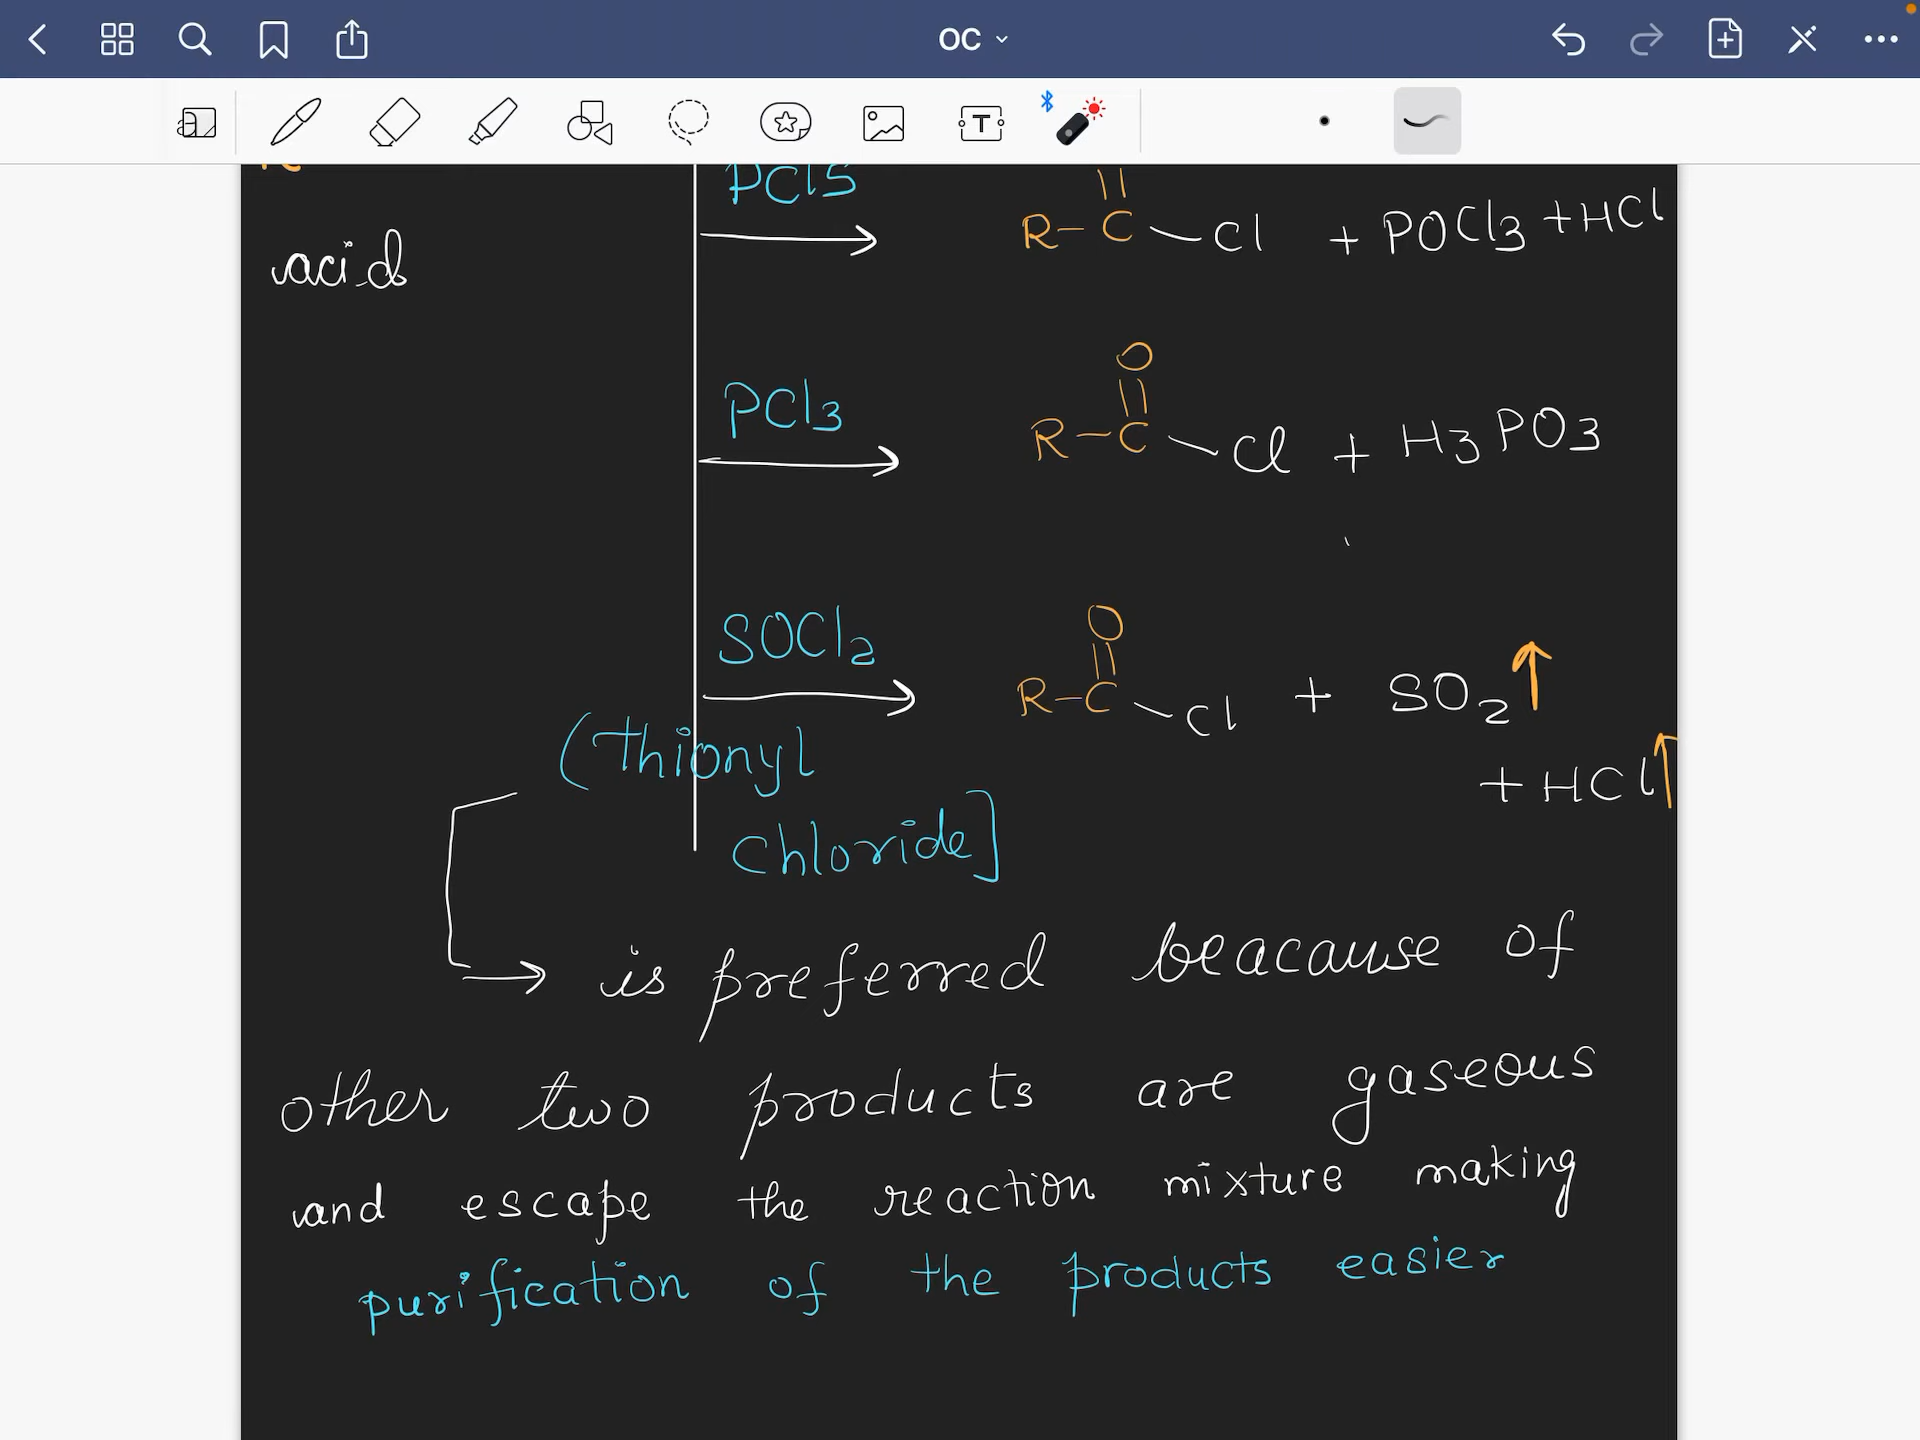 OC
T
PCl5
R-C-Cl + POCl3 + HCl
acid
O
PCl3
R-C-Cl + H3PO3
O
SOCl2
R-C-Cl + SO2↑
(thionyl
+ HCl↑
Chloride]
→ is preferred beacause of
other two products are gaseous
and escape the reaction mixture making
purification of the products easier